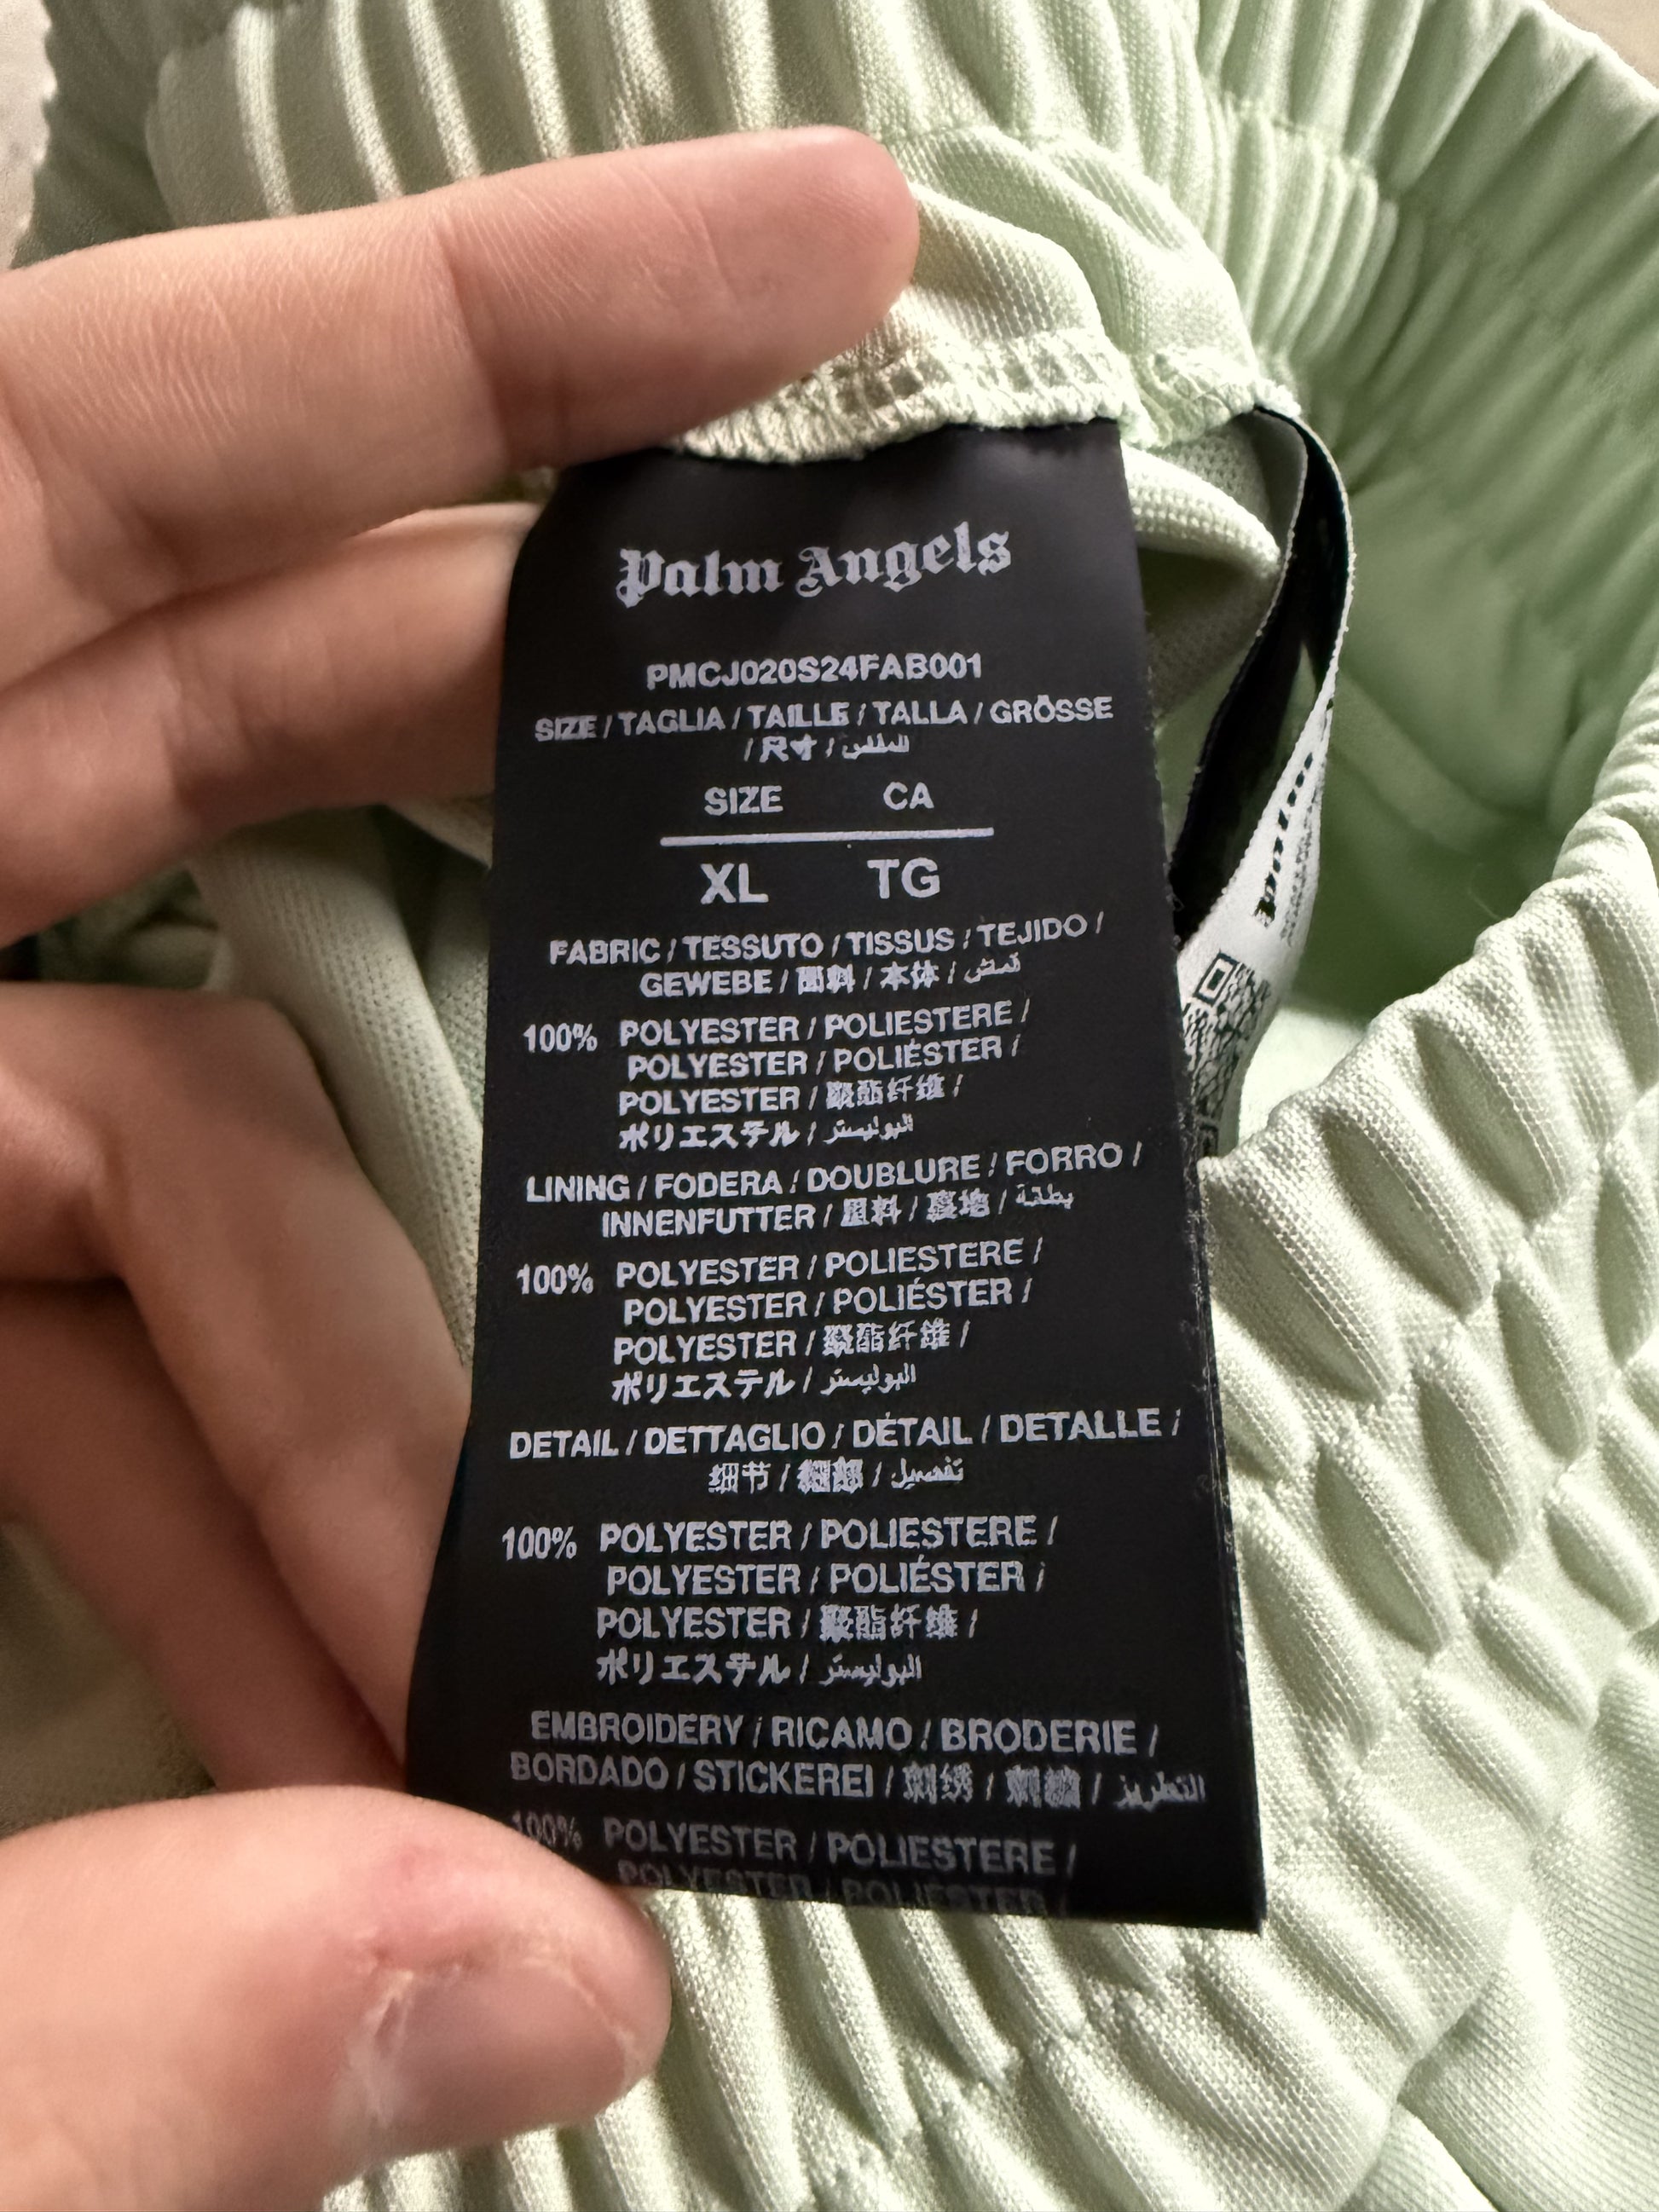 Palm Angels
PMCJ020S24FAB001
SIZE / TAGLIA / TAILLE / TALLA / GRÖSSE
/ 尺寸 / المقاس
SIZE CA
XL TG
FABRIC / TESSUTO / TISSUS / TEJIDO /
GEWEBE / 面料 / 本体 / قماش
100% POLYESTER / POLIESTERE /
POLYESTER / POLIÉSTER /
POLYESTER / 聚酯纤维 /
ポリエステル / البوليستر
LINING / FODERA / DOUBLURE / FORRO /
INNENFUTTER / 里料 / 裏地 / بطانة
100% POLYESTER / POLIESTERE /
POLYESTER / POLIÉSTER /
POLYESTER / 聚酯纤维 /
ポリエステル / البوليستر
DETAIL / DETTAGLIO / DÉTAIL / DETALLE /
细节 / 細部 / تفصيل
100% POLYESTER / POLIESTERE /
POLYESTER / POLIÉSTER /
POLYESTER / 聚酯纤维 /
ポリエステル / البوليستر
EMBROIDERY / RICAMO / BRODERIE /
BORDADO / STICKEREI / 刺绣 / 刺繍 / التطريز
100% POLYESTER / POLIESTERE /
POLYESTER / POLIESTER /